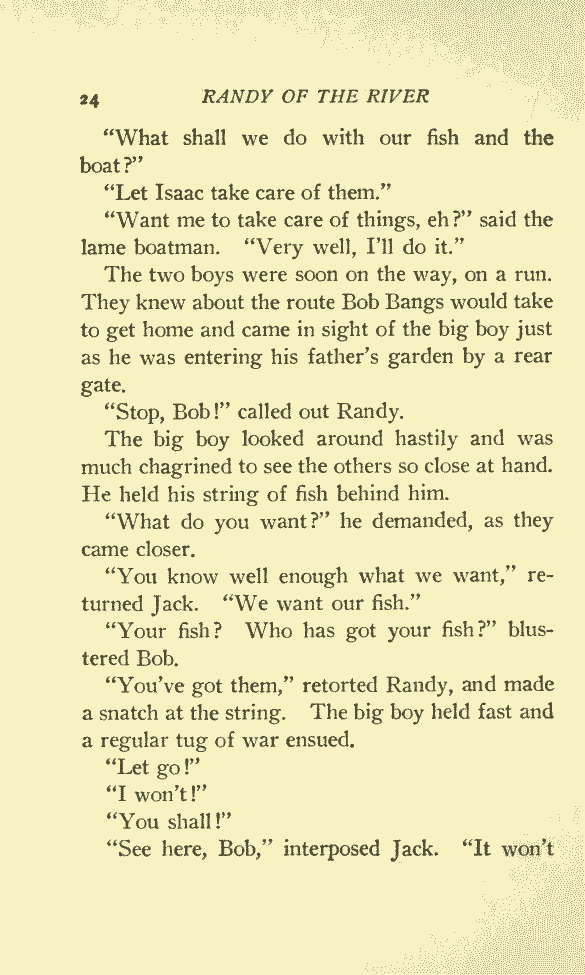 24 RANDY OF THE RIVER
“What shall we do with our fish and the
boat?”
“Let Isaac take care of them.”
“Want me to take care of things, eh?” said the
lame boatman. “Very well, I’ll do it.”
The two boys were soon on the way, on a run.
They knew about the route Bob Bangs would take
to get home and came in sight of the big boy just
as he was entering his father’s garden by a rear
gate.
“Stop, Bob!” called out Randy.
The big boy looked around hastily and was
much chagrined to see the others so close at hand.
He held his string of fish behind him.
“What do you want?” he demanded, as they
came closer.
“You know well enough what we want,” re-
turned Jack. “We want our fish.”
“Your fish? Who has got your fish?” blus-
tered Bob.
“You’ve got them,” retorted Randy, and made
a snatch at the string. The big boy held fast and
a regular tug of war ensued.
“Let go!”
“I won’t!”
“You shall!”
“See here, Bob,” interposed Jack. “It won’t